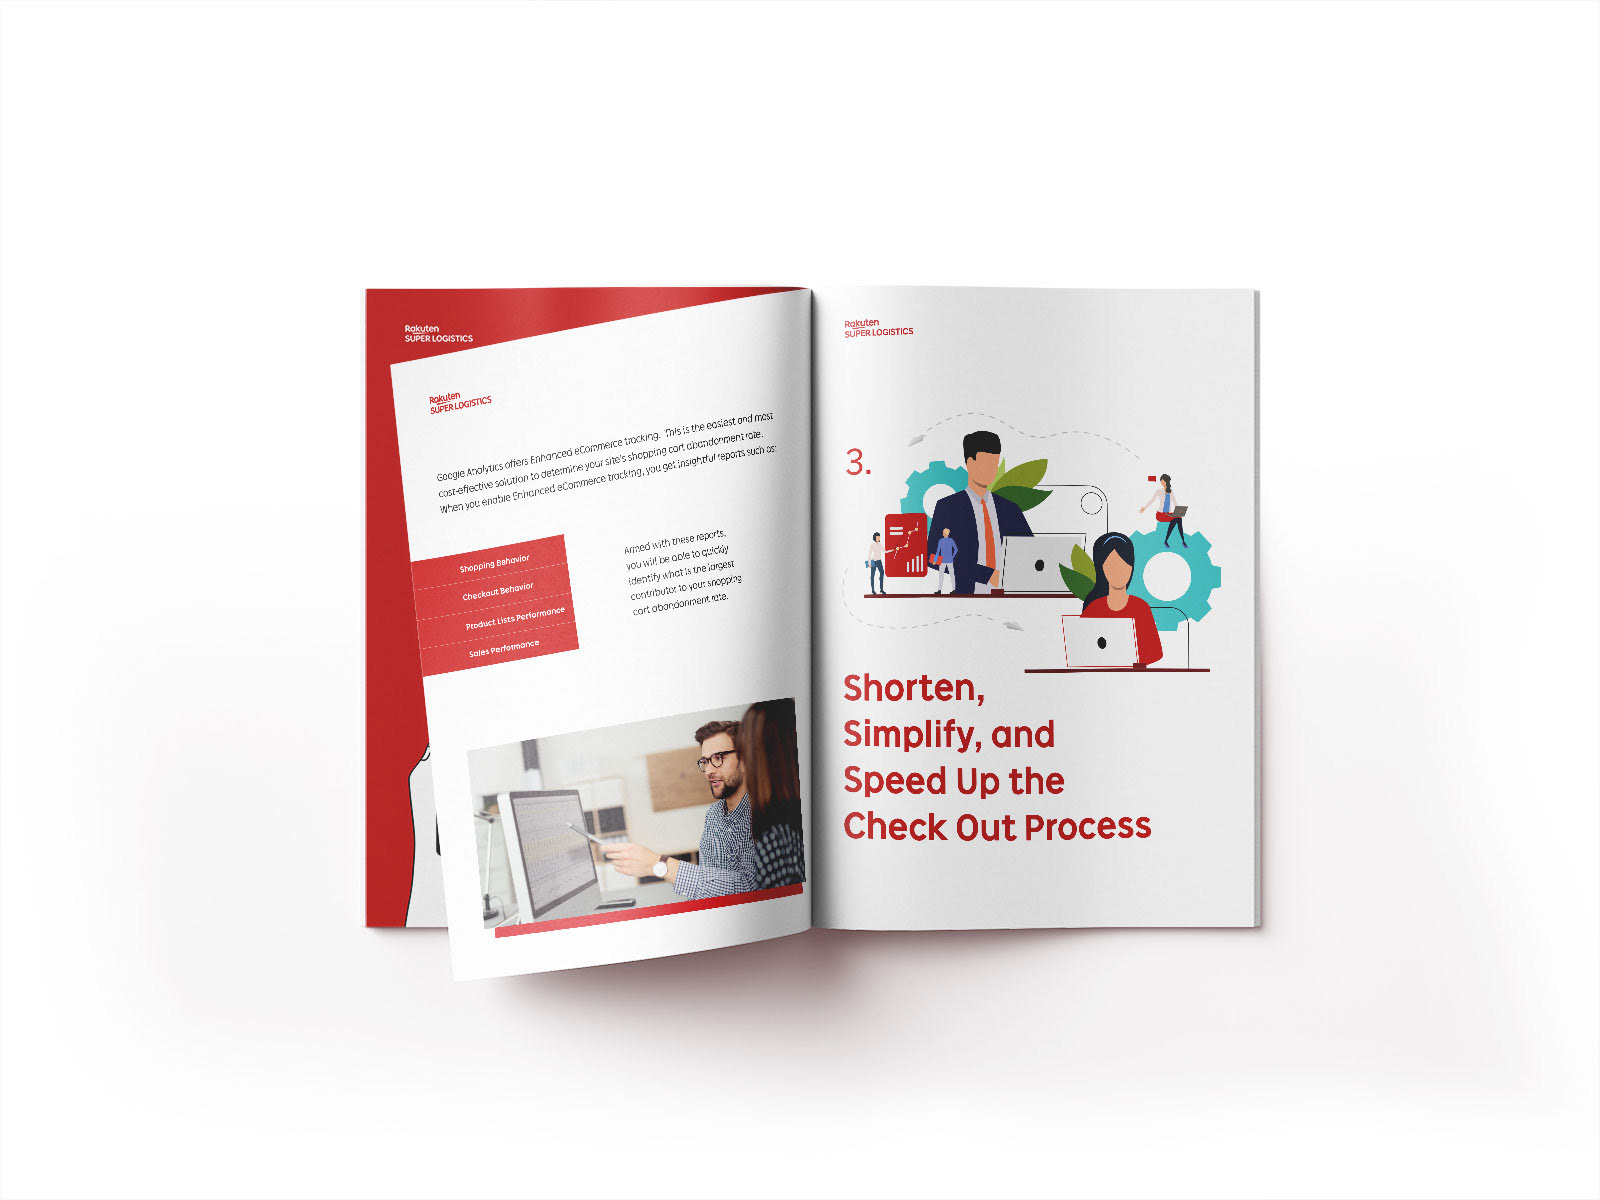 Rakuten
SUPER LOGISTICS
Rakuten
SUPER LOGISTICS
Google Analytics offers Enhanced eCommerce tracking. This is the easiest and most
cost-effective solution to determine your site's shopping cart abandonment rate.
When you enable Enhanced eCommerce tracking, you get insightful reports such as:
Shopping Behavior
Checkout Behavior
Product Lists Performance
Sales Performance
Armed with these reports,
you will be able to quickly
identify what is the largest
contributor to your shopping
cart abandonment rate.
Rakuten
SUPER LOGISTICS
3.
Shorten,
Simplify, and
Speed Up the
Check Out Process